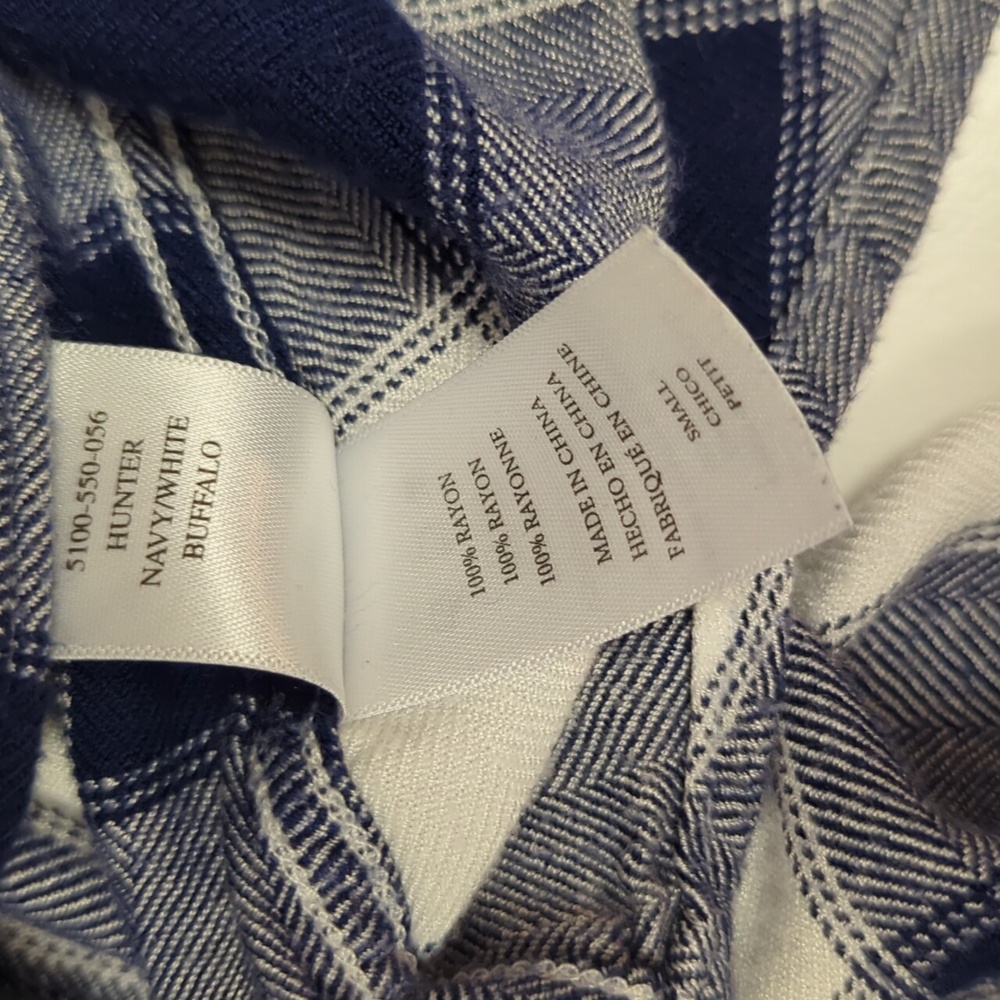 5100-550-056
HUNTER
NAVY/WHITE
BUFFALO
100% RAYON
100% RAYON
100% RAYONNE
MADE IN CHINA
HECHO EN CHINA
FABRIQUÉ EN CHINE
SMALL
CHICO
PETIT